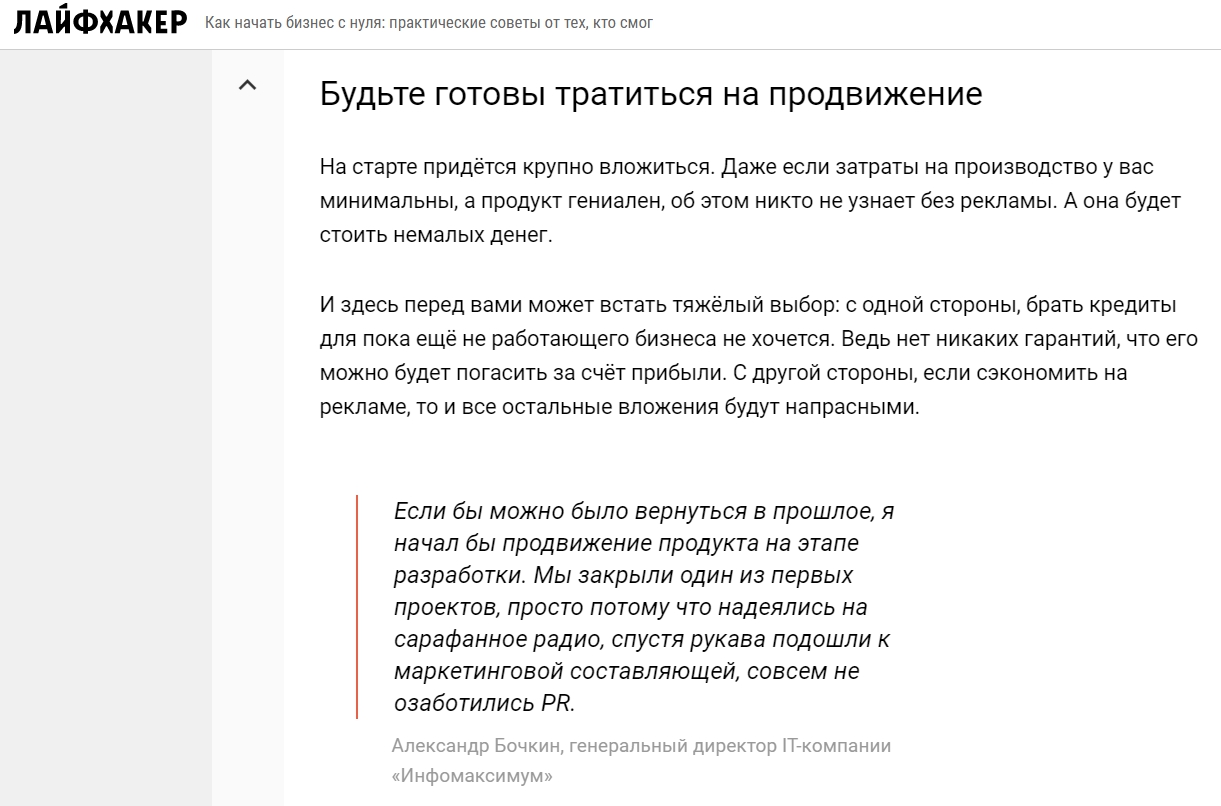 ЛАЙФХАКЕР Как начать бизнес с нуля: практические советы от тех, кто смог
Будьте готовы тратиться на продвижение
На старте придётся крупно вложиться. Даже если затраты на производство у вас
минимальны, а продукт гениален, об этом никто не узнает без рекламы. А она будет
стоить немалых денег.
И здесь перед вами может встать тяжёлый выбор: с одной стороны, брать кредиты
для пока ещё не работающего бизнеса не хочется. Ведь нет никаких гарантий, что его
можно будет погасить за счёт прибыли. С другой стороны, если сэкономить на
рекламе, то и все остальные вложения будут напрасными.
Если бы можно было вернуться в прошлое, я
начал бы продвижение продукта на этапе
разработки. Мы закрыли один из первых
проектов, просто потому что надеялись на
сарафанное радио, спустя рукава подошли к
маркетинговой составляющей, совсем не
озаботились PR.
Александр Бочкин, генеральный директор IT-компании
«Инфомаксимум»